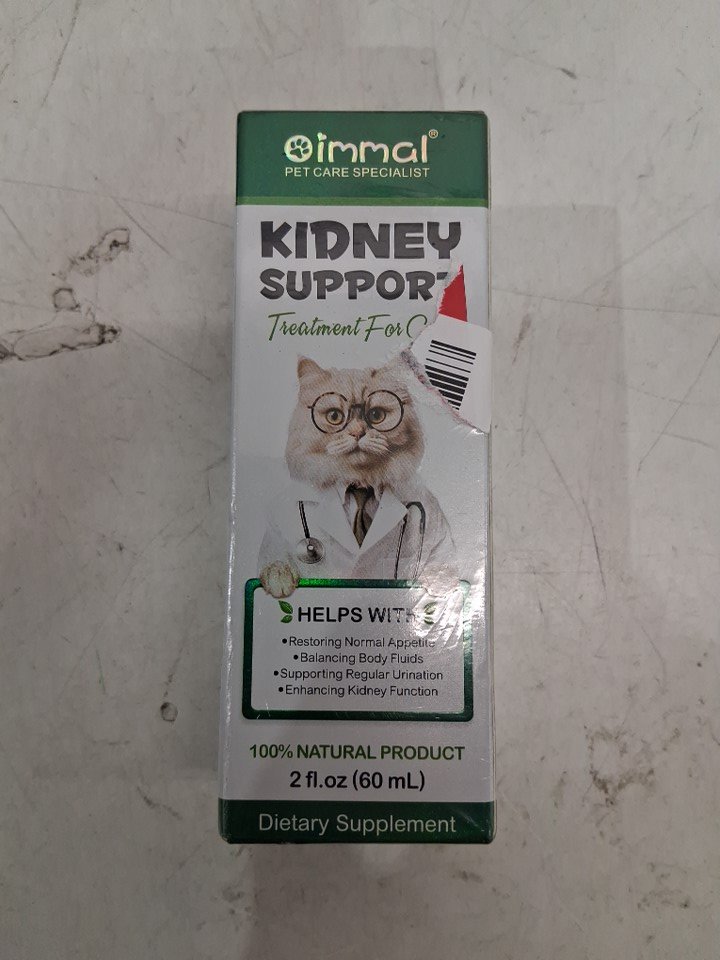 Oimmal®
PET CARE SPECIALIST
KIDNEY
SUPPORT
Treatment For
HELPS WITH
•Restoring Normal Appetite
•Balancing Body Fluids
•Supporting Regular Urination
•Enhancing Kidney Function
100% NATURAL PRODUCT
2 fl.oz (60 mL)
Dietary Supplement